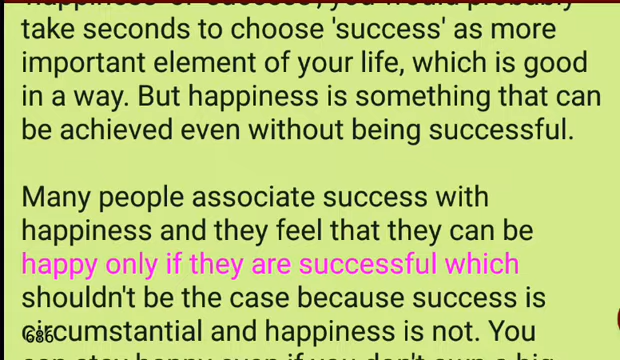 take seconds to choose 'success' as more
important element of your life, which is good
in a way. But happiness is something that can
be achieved even without being successful.
Many people associate success with
happiness and they feel that they can be
happy only if they are successful which
shouldn't be the case because success is
circumstantial and happiness is not. You
686